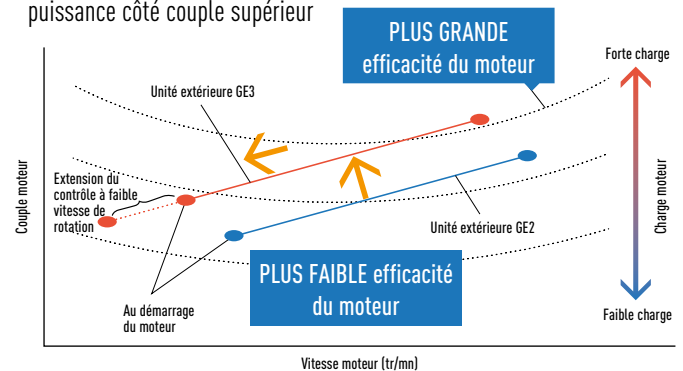 puissance côté couple supérieur
PLUS GRANDE
efficacité du moteur
Forte charge
Unité extérieure GE3
Couple moteur
Extension du
contrôle à faible
vitesse de
rotation
Charge moteur
Unité extérieure GE2
PLUS FAIBLE efficacité
du moteur
Au démarrage
du moteur
Faible charge
Vitesse moteur (tr/mn)